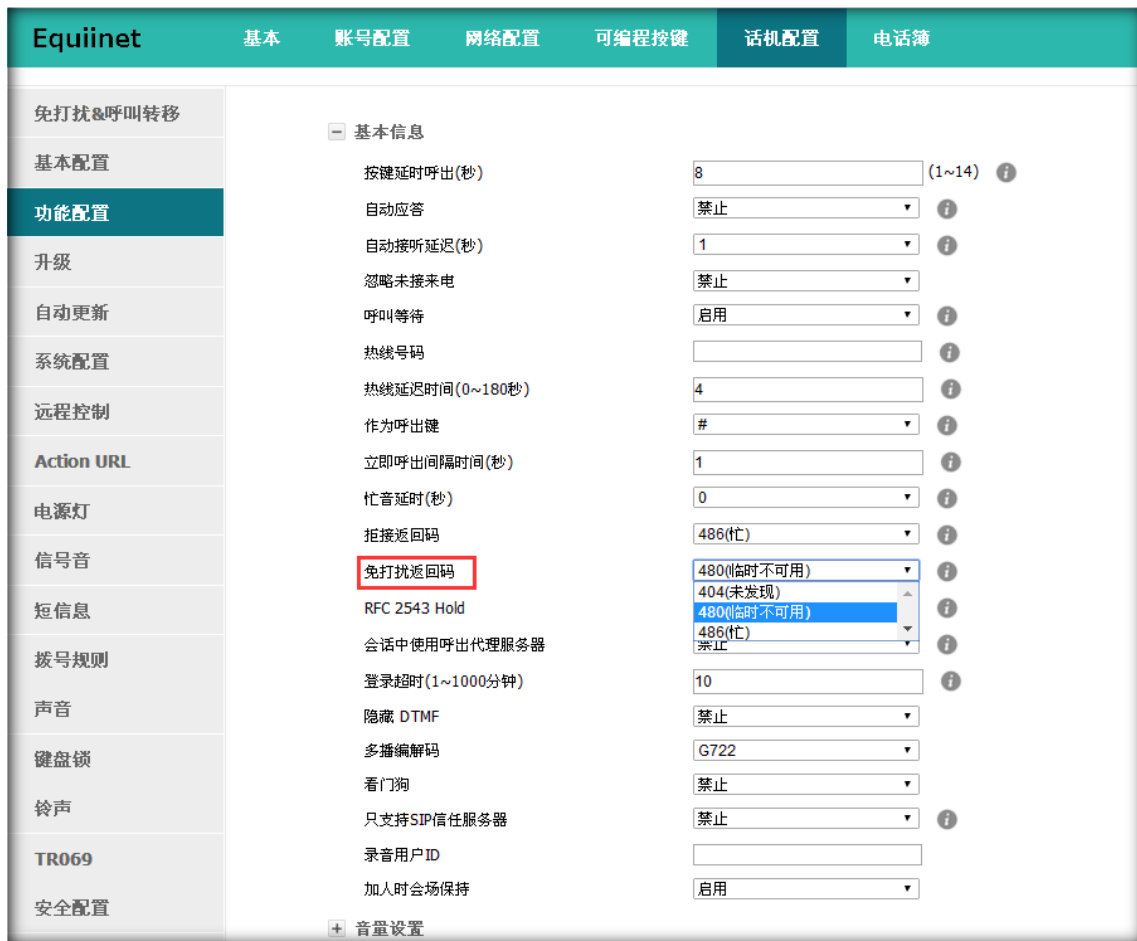 Equiinet 基本 账号配置 网络配置 可编程按键 话机配置 电话簿
免打扰&呼叫转移
基本配置
功能配置
升级
自动更新
系统配置
远程控制
Action URL
电源灯
信号音
短信息
拨号规则
声音
键盘锁
铃声
TR069
安全配置
基本信息
按键延时呼出(秒) 8 (1~14)
自动应答 禁止
自动接听延迟(秒) 1
忽略未接来电 禁止
呼叫等待 启用
热线号码
热线延迟时间(0~180秒) 4
作为呼出键 #
立即呼出间隔时间(秒) 1
忙音延时(秒) 0
拒接返回码 486(忙)
免打扰返回码 480(临时不可用)
404(未发现)
RFC 2543 Hold 480(临时不可用)
486(忙)
会话中使用呼出代理服务器 禁止
登录超时(1~1000分钟) 10
隐藏 DTMF 禁止
多播编解码 G722
看门狗 禁止
只支持SIP信任服务器 禁止
录音用户ID
加人时会场保持 启用
音量设置